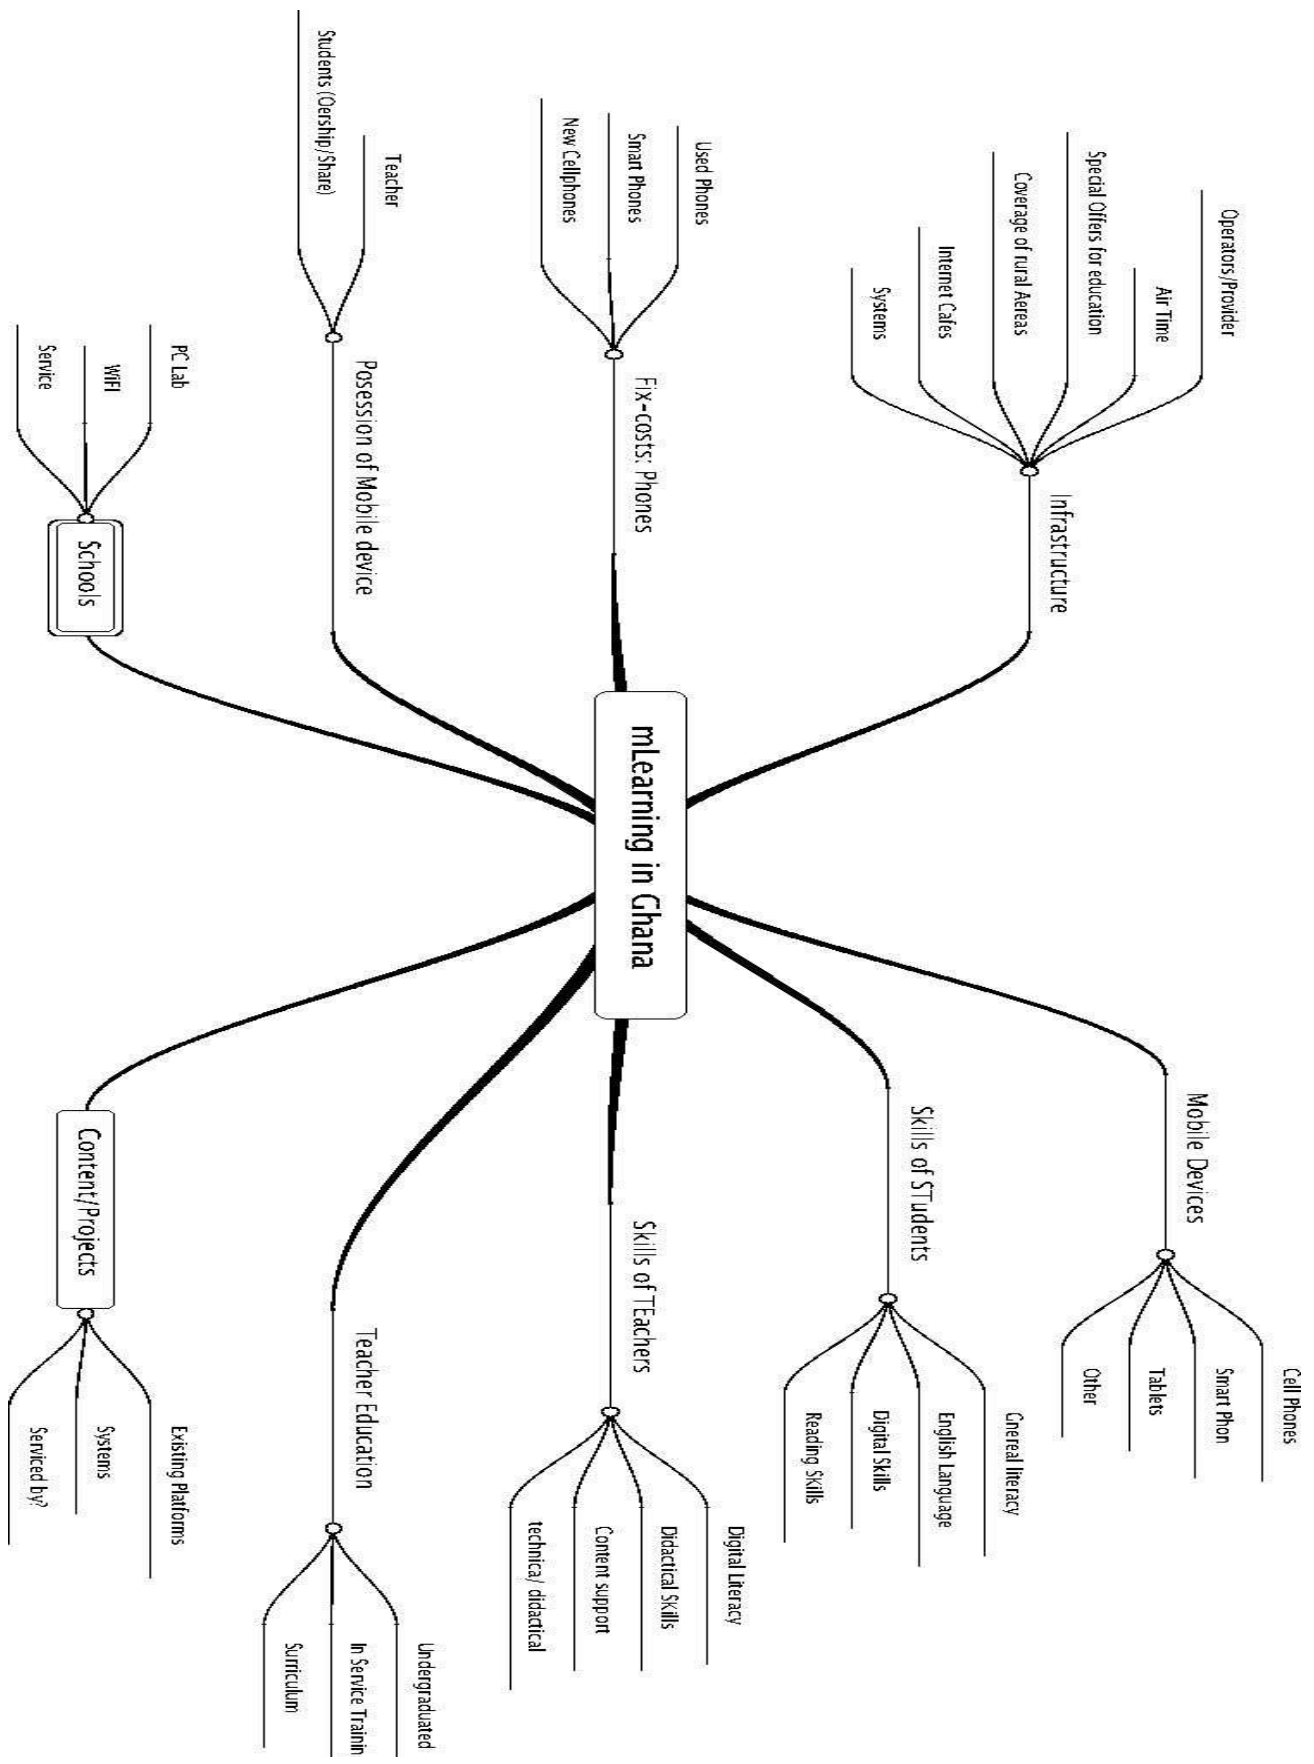 mLearning in Ghana
Infrastructure
Operators/Provider
Air Time
Special Offers for education
Coverage of rural Aereas
Internet Cafes
Systems
Fix-costs: Phones
Used Phones
Smart Phones
New Cellphones
Posession of Mobile device
Teacher
Students (Oership/Share)
Schools
PC Lab
WiFI
Service
Mobile Devices
Cell Phones
Smart Phon
Tablets
Other
Skills of STudents
Gnereal literacy
English Language
Digital Skills
Reading Skills
Skills of TEachers
Digital Literacy
Didactical Skills
Content support
technica/ didactical
Teacher Education
Undergraduated
In Service Trainin
Surriculum
Content/Projects
Existing Platforms
Systems
Serviced by?